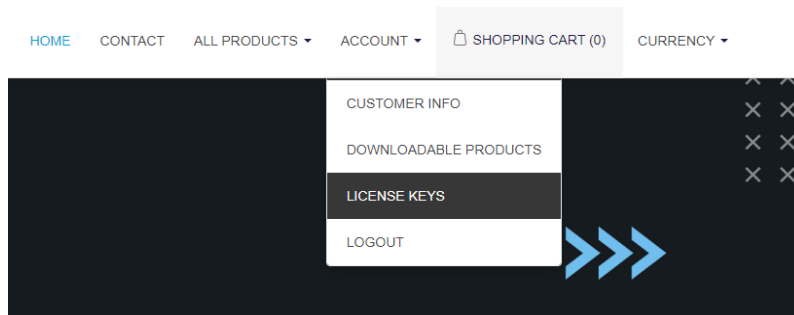 HOME CONTACT ALL PRODUCTS ACCOUNT SHOPPING CART (0) CURRENCY
CUSTOMER INFO
DOWNLOADABLE PRODUCTS
LICENSE KEYS
LOGOUT